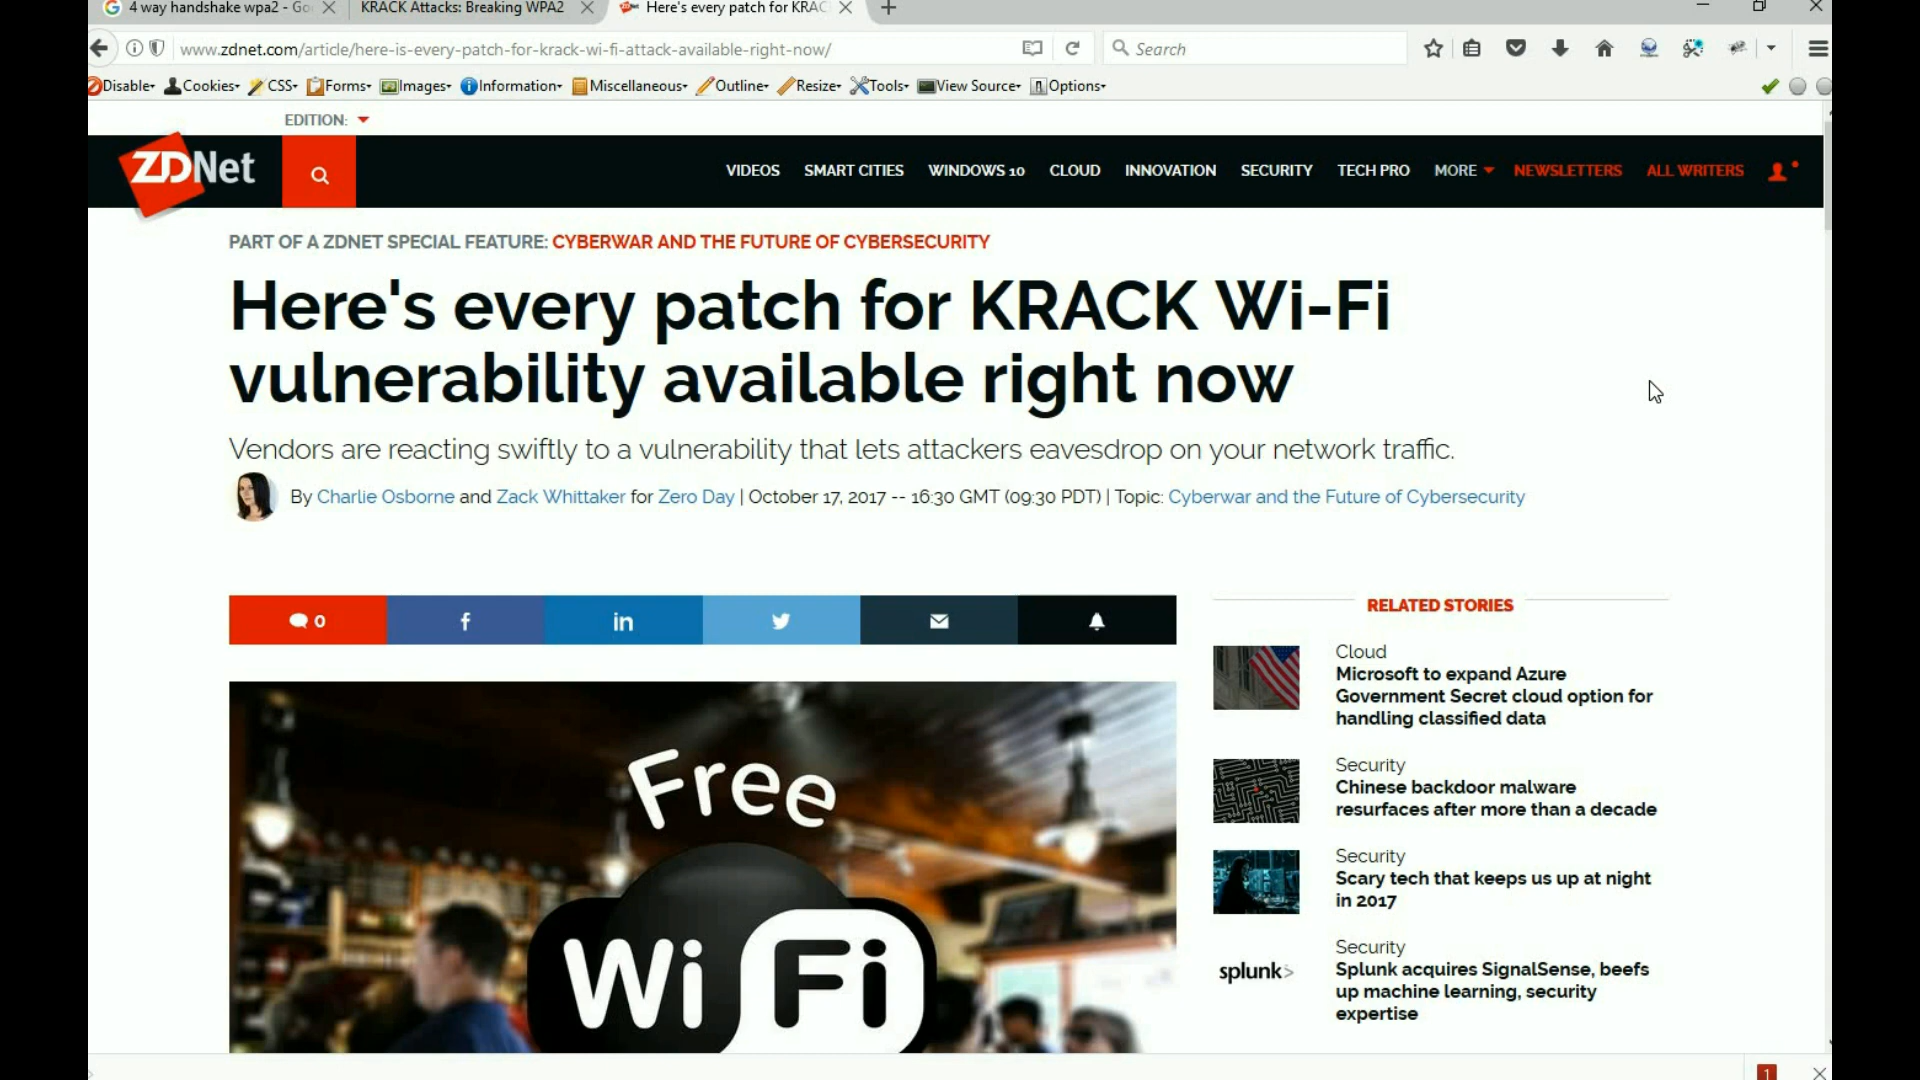 4 way handshake wpa2 - Go
KRACK Attacks: Breaking WPA2
Here's every patch for KRAC
www.zdnet.com/article/here-is-every-patch-for-krack-wi-fi-attack-available-right-now/
Search
Disable Cookies CSS Forms Images Information Miscellaneous Outline Resize Tools View Source Options
EDITION:
ZDNet
VIDEOS SMART CITIES WINDOWS 10 CLOUD INNOVATION SECURITY TECH PRO MORE NEWSLETTERS ALL WRITERS
PART OF A ZDNET SPECIAL FEATURE: CYBERWAR AND THE FUTURE OF CYBERSECURITY
Here's every patch for KRACK Wi-Fi
vulnerability available right now
Vendors are reacting swiftly to a vulnerability that lets attackers eavesdrop on your network traffic.
By Charlie Osborne and Zack Whittaker for Zero Day | October 17, 2017 -- 16:30 GMT (09:30 PDT) | Topic: Cyberwar and the Future of Cybersecurity
0
f
in
Free
Wi Fi
RELATED STORIES
Cloud
Microsoft to expand Azure
Government Secret cloud option for
handling classified data
Security
Chinese backdoor malware
resurfaces after more than a decade
Security
Scary tech that keeps us up at night
in 2017
splunk>
Security
Splunk acquires SignalSense, beefs
up machine learning, security
expertise
1